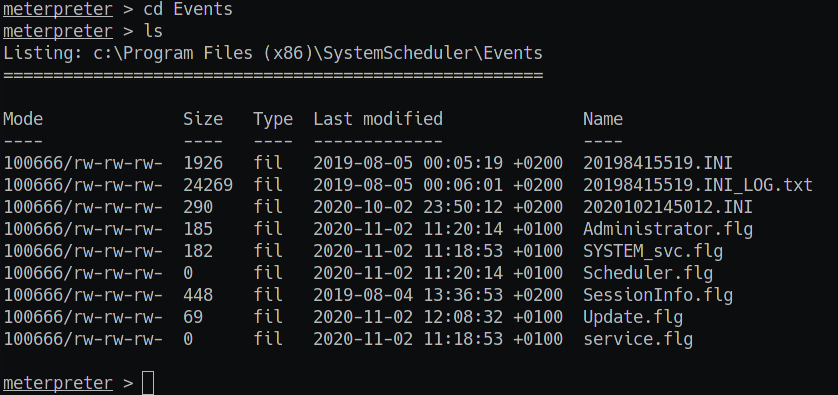 meterpreter > cd Events
meterpreter > ls
Listing: c:\Program Files (x86)\SystemScheduler\Events
======================================================
Mode Size Type Last modified Name
---- ---- ---- ------------- ----
100666/rw-rw-rw- 1926 fil 2019-08-05 00:05:19 +0200 20198415519.INI
100666/rw-rw-rw- 24269 fil 2019-08-05 00:06:01 +0200 20198415519.INI_LOG.txt
100666/rw-rw-rw- 290 fil 2020-10-02 23:50:12 +0200 2020102145012.INI
100666/rw-rw-rw- 185 fil 2020-11-02 11:20:14 +0100 Administrator.flg
100666/rw-rw-rw- 182 fil 2020-11-02 11:18:53 +0100 SYSTEM_svc.flg
100666/rw-rw-rw- 0 fil 2020-11-02 11:20:14 +0100 Scheduler.flg
100666/rw-rw-rw- 448 fil 2019-08-04 13:36:53 +0200 SessionInfo.flg
100666/rw-rw-rw- 69 fil 2020-11-02 12:08:32 +0100 Update.flg
100666/rw-rw-rw- 0 fil 2020-11-02 11:18:53 +0100 service.flg
meterpreter >